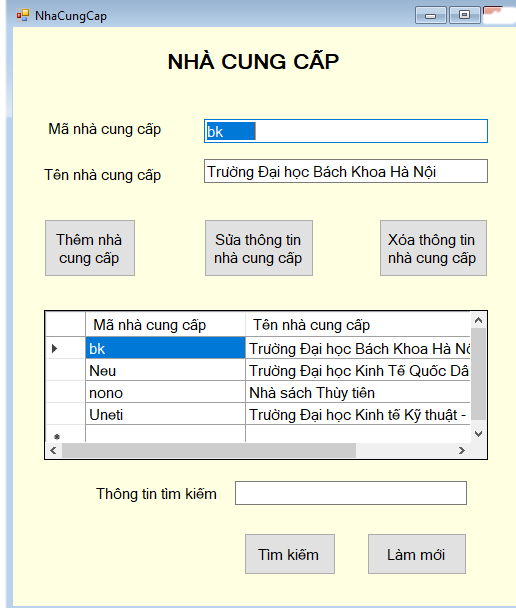 NhaCungCap
NHÀ CUNG CẤP
Mã nhà cung cấp
bk
Tên nhà cung cấp
Trường Đại học Bách Khoa Hà Nội
Thêm nhà
cung cấp
Sửa thông tin
nhà cung cấp
Xóa thông tin
nhà cung cấp
Mã nhà cung cấp Tên nhà cung cấp
bk Trường Đại học Bách Khoa Hà Nộ
Neu Trường Đại học Kinh Tế Quốc Dâ
nono Nhà sách Thùy tiên
Uneti Trường Đại học Kinh tế Kỹ thuật -
Thông tin tìm kiếm
Tìm kiếm
Làm mới